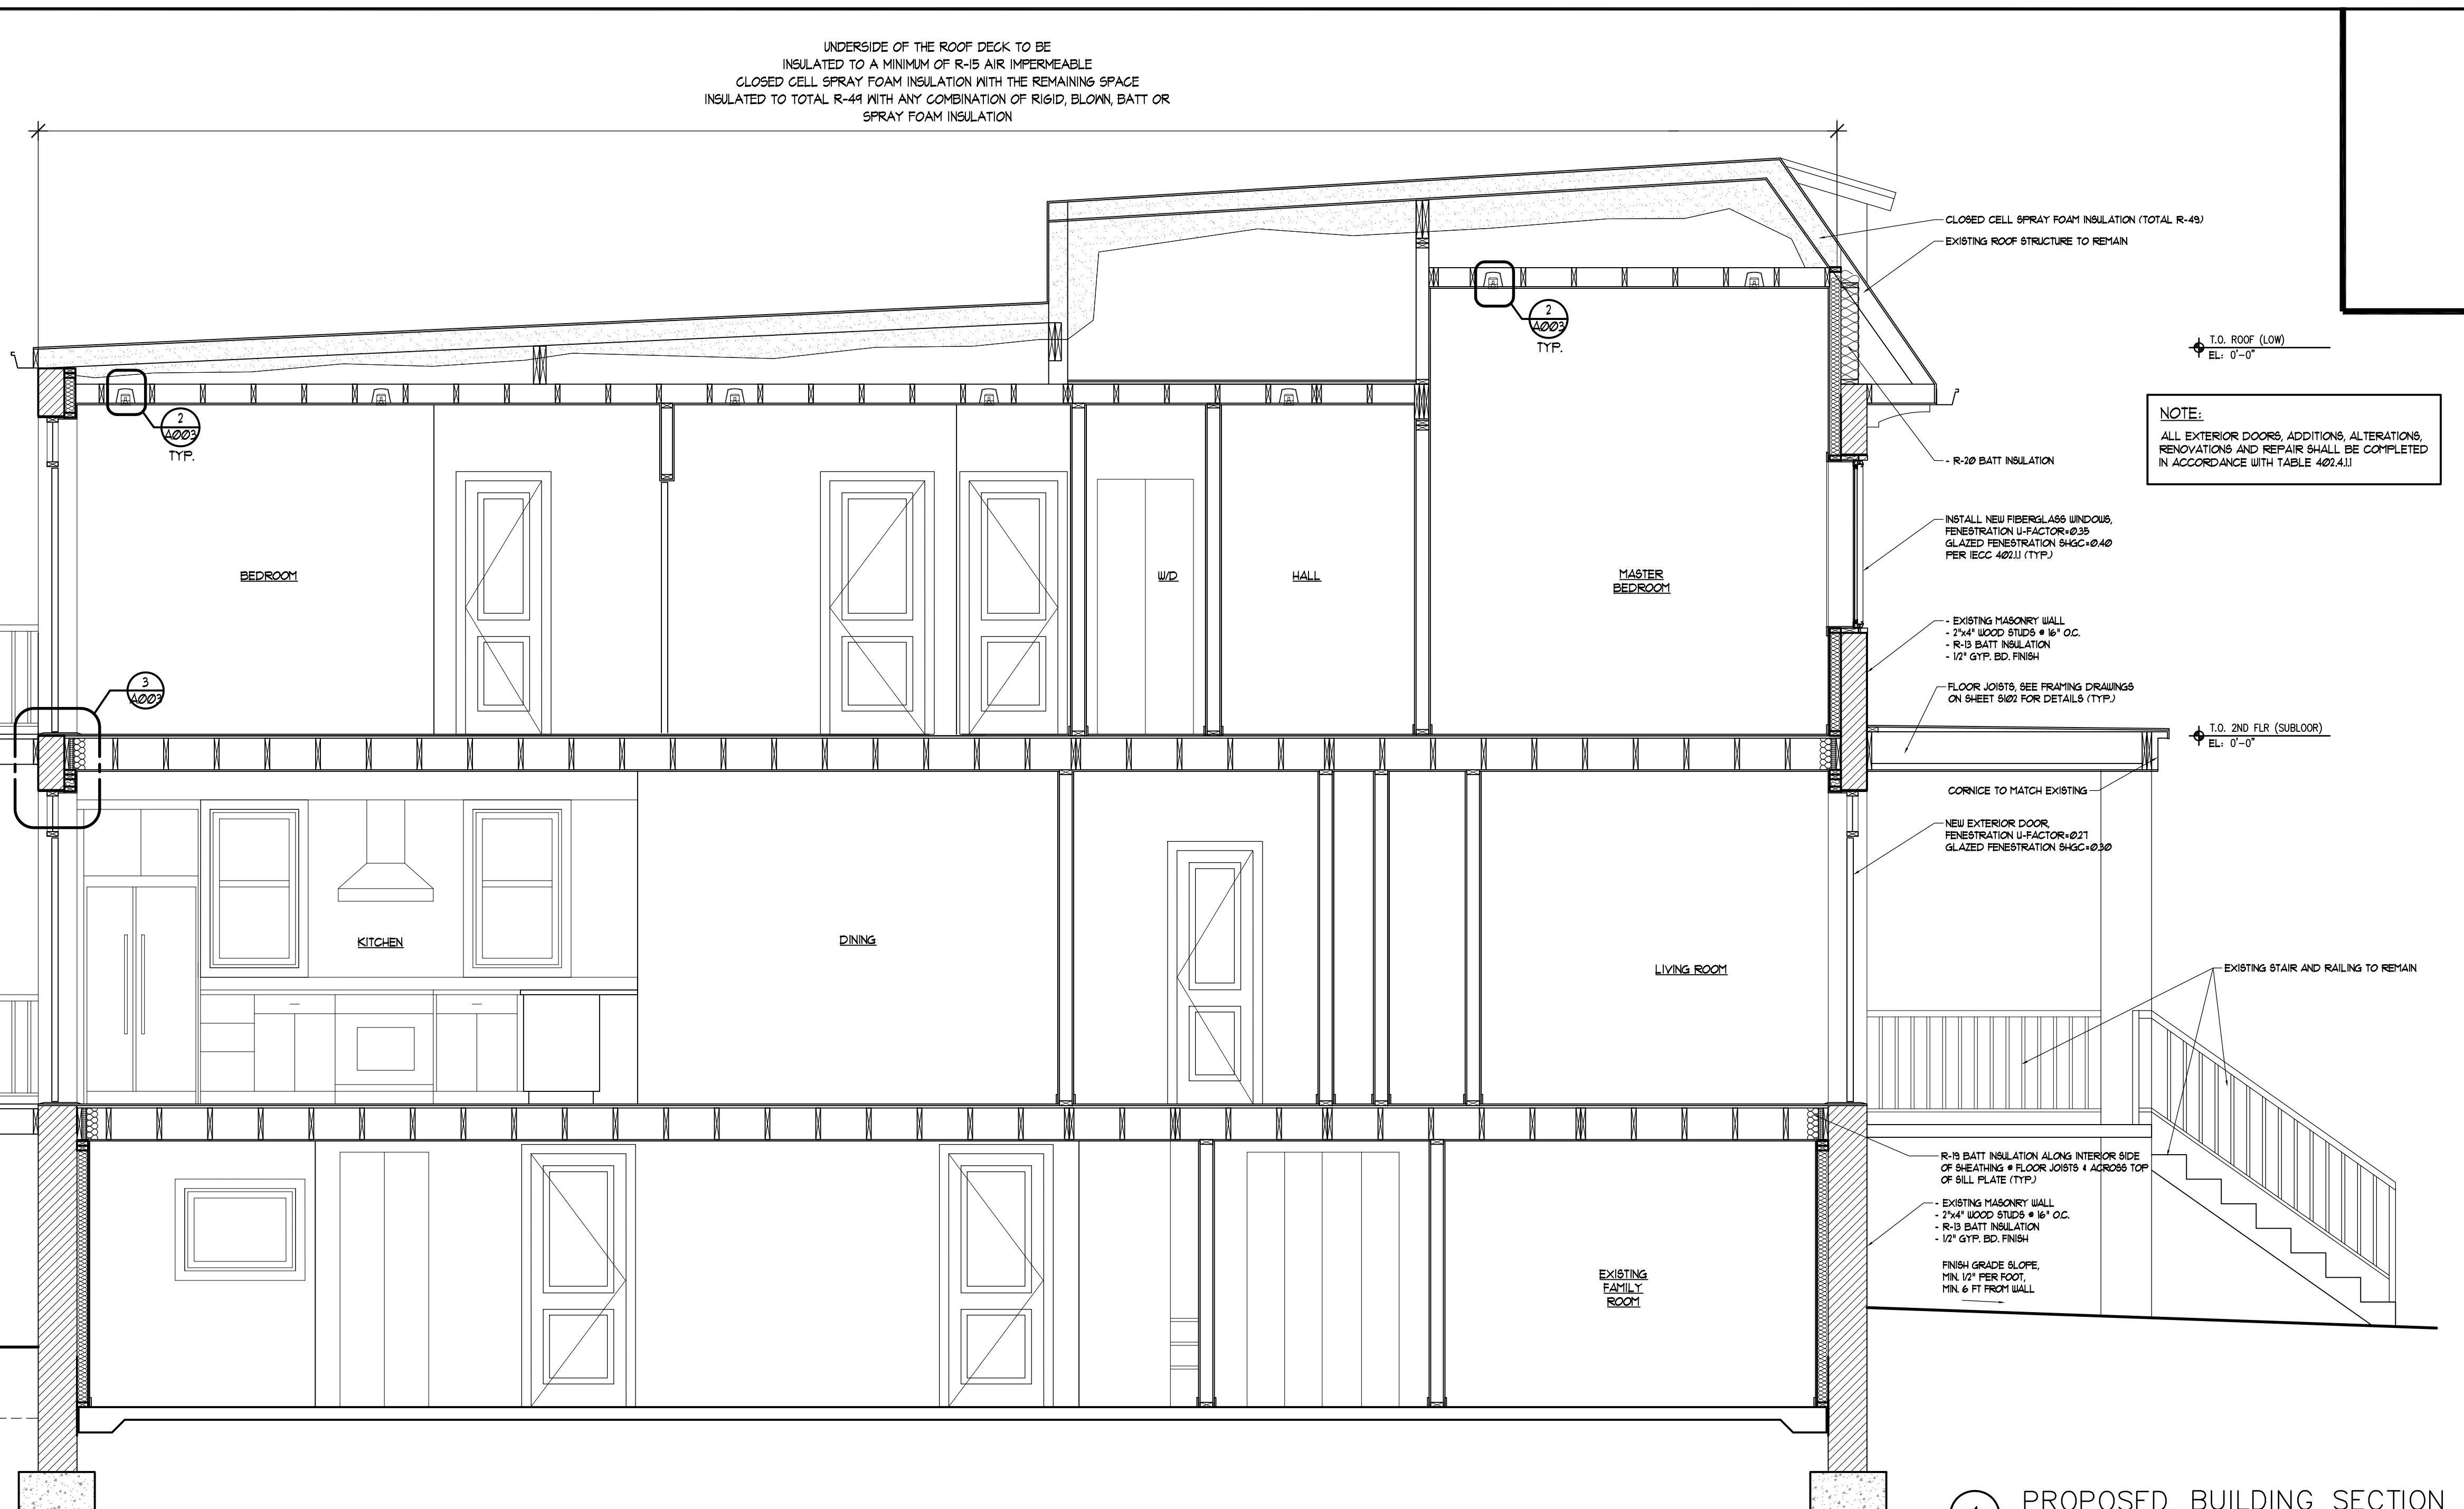 UNDERSIDE OF THE ROOF DECK TO BE
INSULATED TO A MINIMUM OF R-15 AIR IMPERMEABLE
CLOSED CELL SPRAY FOAM INSULATION WITH THE REMAINING SPACE
INSULATED TO TOTAL R-49 WITH ANY COMBINATION OF RIGID, BLOWN, BATT OR
SPRAY FOAM INSULATION
CLOSED CELL SPRAY FOAM INSULATION (TOTAL R-49)
EXISTING ROOF STRUCTURE TO REMAIN
2
A003
TYP.
T.O. ROOF (LOW)
EL: 0'-0"
2
A003
TYP.
NOTE:
ALL EXTERIOR DOORS, ADDITIONS, ALTERATIONS,
RENOVATIONS AND REPAIR SHALL BE COMPLETED
IN ACCORDANCE WITH TABLE 402.4.1.1
- R-20 BATT INSULATION
INSTALL NEW FIBERGLASS WINDOWS,
FENESTRATION U-FACTOR=0.35
GLAZED FENESTRATION SHGC=0.40
PER IECC 402.1.1 (TYP.)
BEDROOM
W/D
HALL
MASTER
BEDROOM
- EXISTING MASONRY WALL
- 2"x4" WOOD STUDS @ 16" O.C.
- R-13 BATT INSULATION
- 1/2" GYP. BD. FINISH
3
A003
FLOOR JOISTS, SEE FRAMING DRAWINGS
ON SHEET S102 FOR DETAILS (TYP.)
T.O. 2ND FLR (SUBLOOR)
EL: 0'-0"
CORNICE TO MATCH EXISTING
NEW EXTERIOR DOOR,
FENESTRATION U-FACTOR=0.27
GLAZED FENESTRATION SHGC=0.30
KITCHEN
DINING
LIVING ROOM
EXISTING STAIR AND RAILING TO REMAIN
R-19 BATT INSULATION ALONG INTERIOR SIDE
OF SHEATHING @ FLOOR JOISTS & ACROSS TOP
OF SILL PLATE (TYP.)
- EXISTING MASONRY WALL
- 2"x4" WOOD STUDS @ 16" O.C.
- R-13 BATT INSULATION
- 1/2" GYP. BD. FINISH
FINISH GRADE SLOPE,
MIN. 1/2" PER FOOT,
MIN. 6 FT FROM WALL
EXISTING
FAMILY
ROOM
PROPOSED BUILDING SECTION